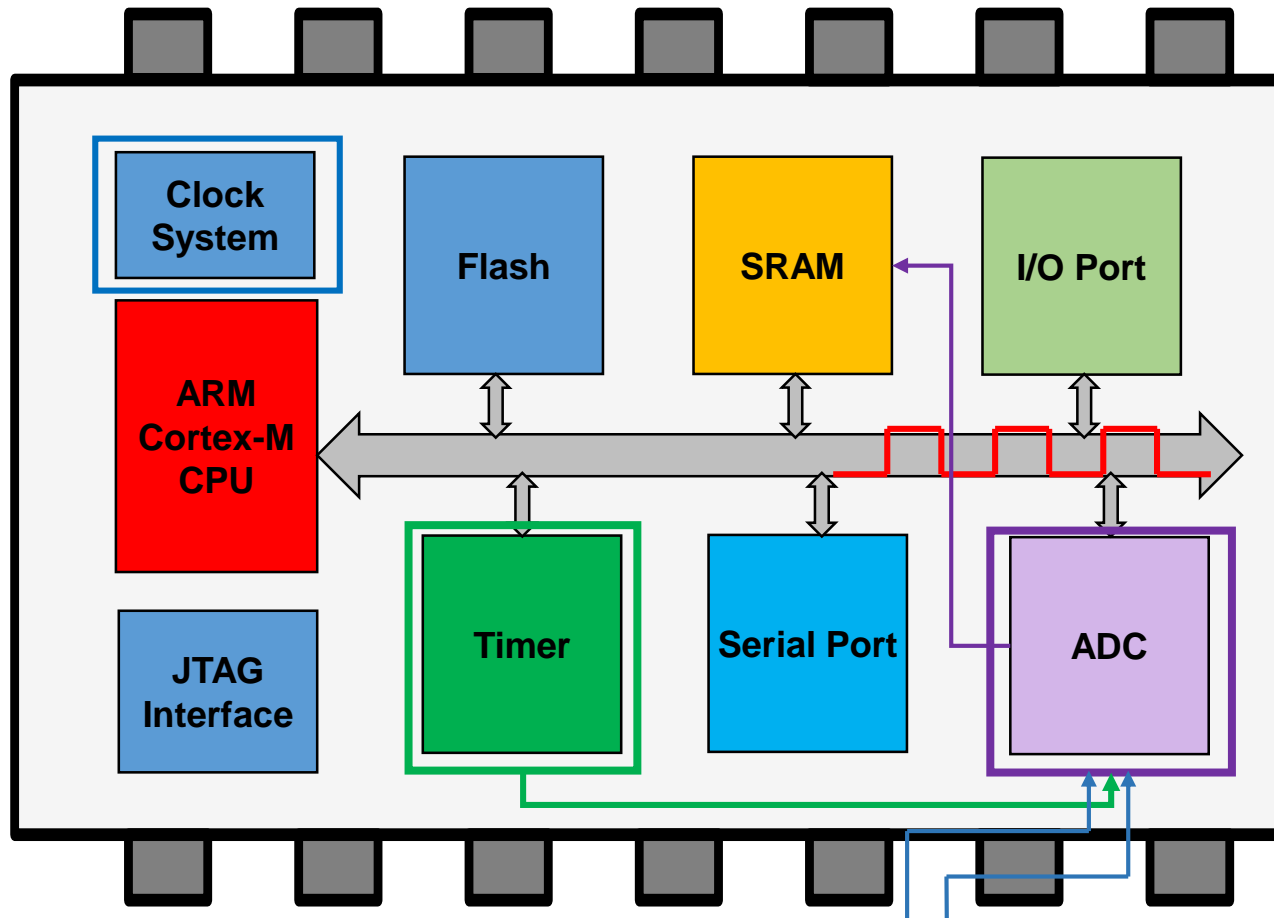 Clock
System
Flash
SRAM
I/O Port
ARM
Cortex-M
CPU
Timer
Serial Port
ADC
JTAG
Interface